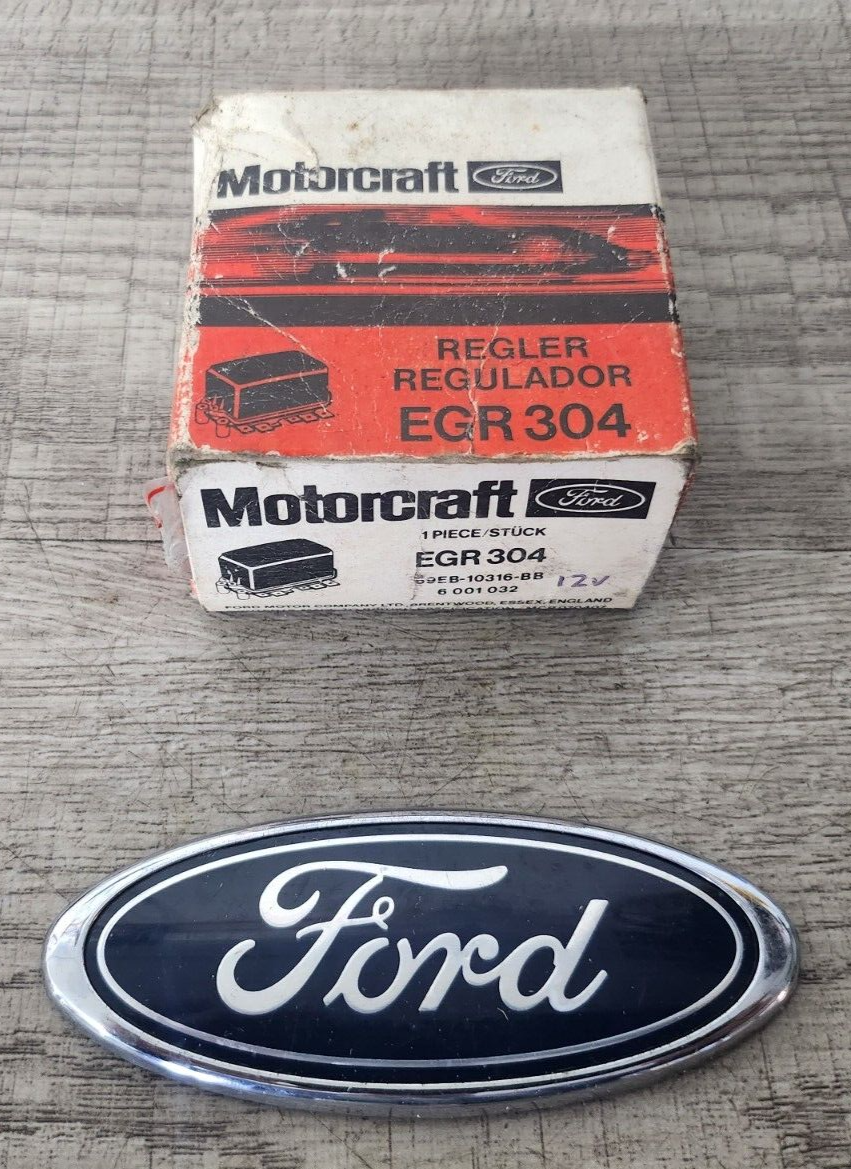 Motorcraft Ford
REGLER
REGULADOR
EGR 304
Motorcraft Ford
1 PIECE/STÜCK
EGR 304
69EB-10316-BB 12v
6 001 032
FORD MOTOR COMPANY LTD. BRENTWOOD, ESSEX, ENGLAND
Ford